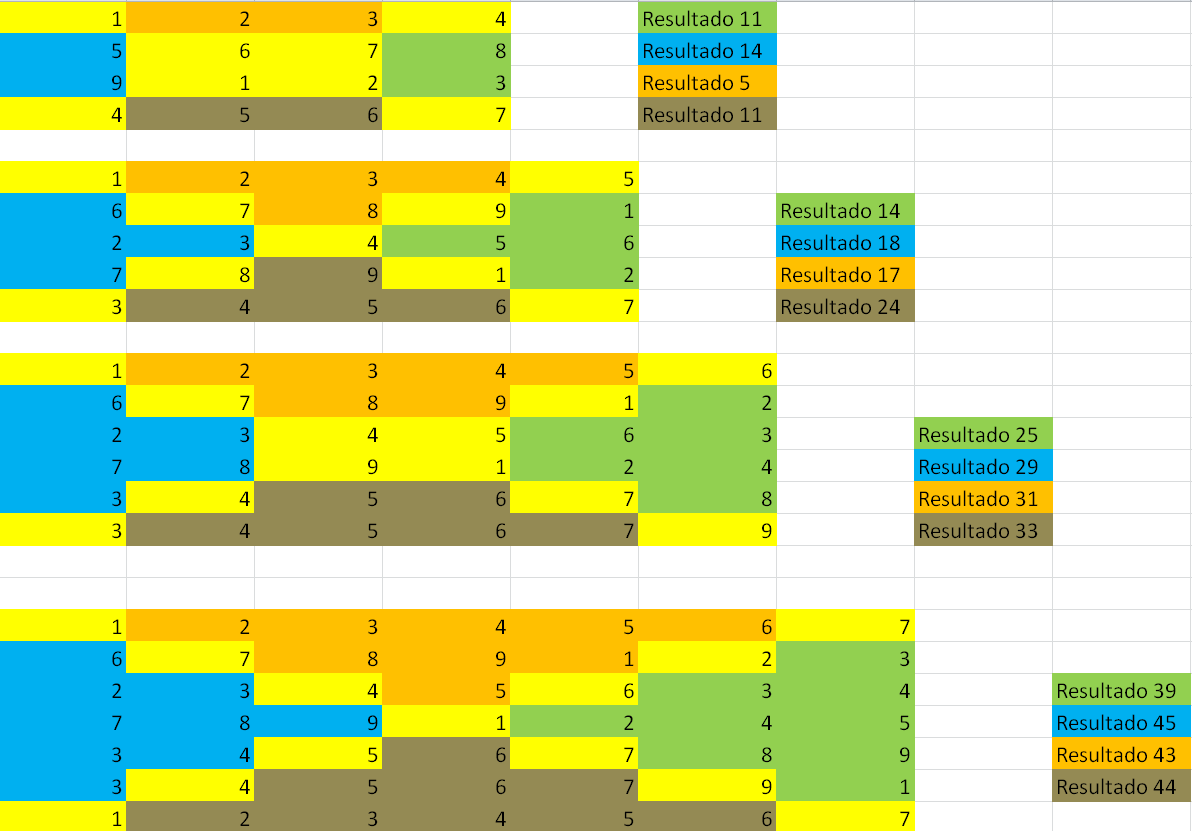 1 2 3 4 Resultado 11
5 6 7 8 Resultado 14
9 1 2 3 Resultado 5
4 5 6 7 Resultado 11
1 2 3 4 5
6 7 8 9 1 Resultado 14
2 3 4 5 6 Resultado 18
7 8 9 1 2 Resultado 17
3 4 5 6 7 Resultado 24
1 2 3 4 5 6
6 7 8 9 1 2
2 3 4 5 6 3 Resultado 25
7 8 9 1 2 4 Resultado 29
3 4 5 6 7 8 Resultado 31
3 4 5 6 7 9 Resultado 33
1 2 3 4 5 6 7
6 7 8 9 1 2 3
2 3 4 5 6 3 4 Resultado 39
7 8 9 1 2 4 5 Resultado 45
3 4 5 6 7 8 9 Resultado 43
3 4 5 6 7 9 1 Resultado 44
1 2 3 4 5 6 7